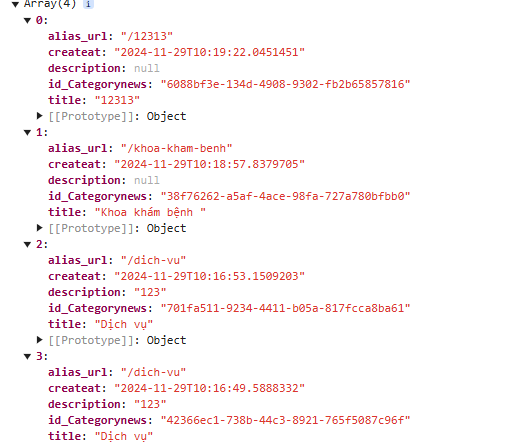 ▼ Array(4) i
▼ 0:
alias_url: "/12313"
createat: "2024-11-29T10:19:22.0451451"
description: null
id_Categorynews: "6088bf3e-134d-4908-9302-fb2b65857816"
title: "12313"
▶ [[Prototype]]: Object
▼ 1:
alias_url: "/khoa-kham-benh"
createat: "2024-11-29T10:18:57.8379705"
description: null
id_Categorynews: "38f76262-a5af-4ace-98fa-727a780bfbb0"
title: "Khoa khám bệnh "
▶ [[Prototype]]: Object
▼ 2:
alias_url: "/dich-vu"
createat: "2024-11-29T10:16:53.1509203"
description: "123"
id_Categorynews: "701fa511-9234-4411-b05a-817fcca8ba61"
title: "Dịch vụ"
▶ [[Prototype]]: Object
▼ 3:
alias_url: "/dich-vu"
createat: "2024-11-29T10:16:49.5888332"
description: "123"
id_Categorynews: "42366ec1-738b-44c3-8921-765f5087c96f"
title: "Dịch vụ"